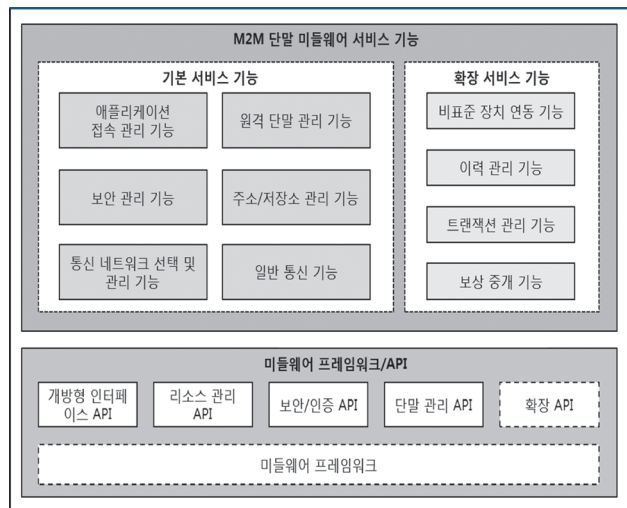 M2M 단말 미들웨어 서비스 기능
기본 서비스 기능
애플리케이션
접속 관리 기능
원격 단말 관리 기능
보안 관리 기능
주소/저장소 관리 기능
통신 네트워크 선택 및
관리 기능
일반 통신 기능
확장 서비스 기능
비표준 장치 연동 기능
이력 관리 기능
트랜잭션 관리 기능
보상 중개 기능
미들웨어 프레임워크/API
개방형 인터페
이스 API
리소스 관리
API
보안/인증 API
단말 관리 API
확장 API
미들웨어 프레임워크